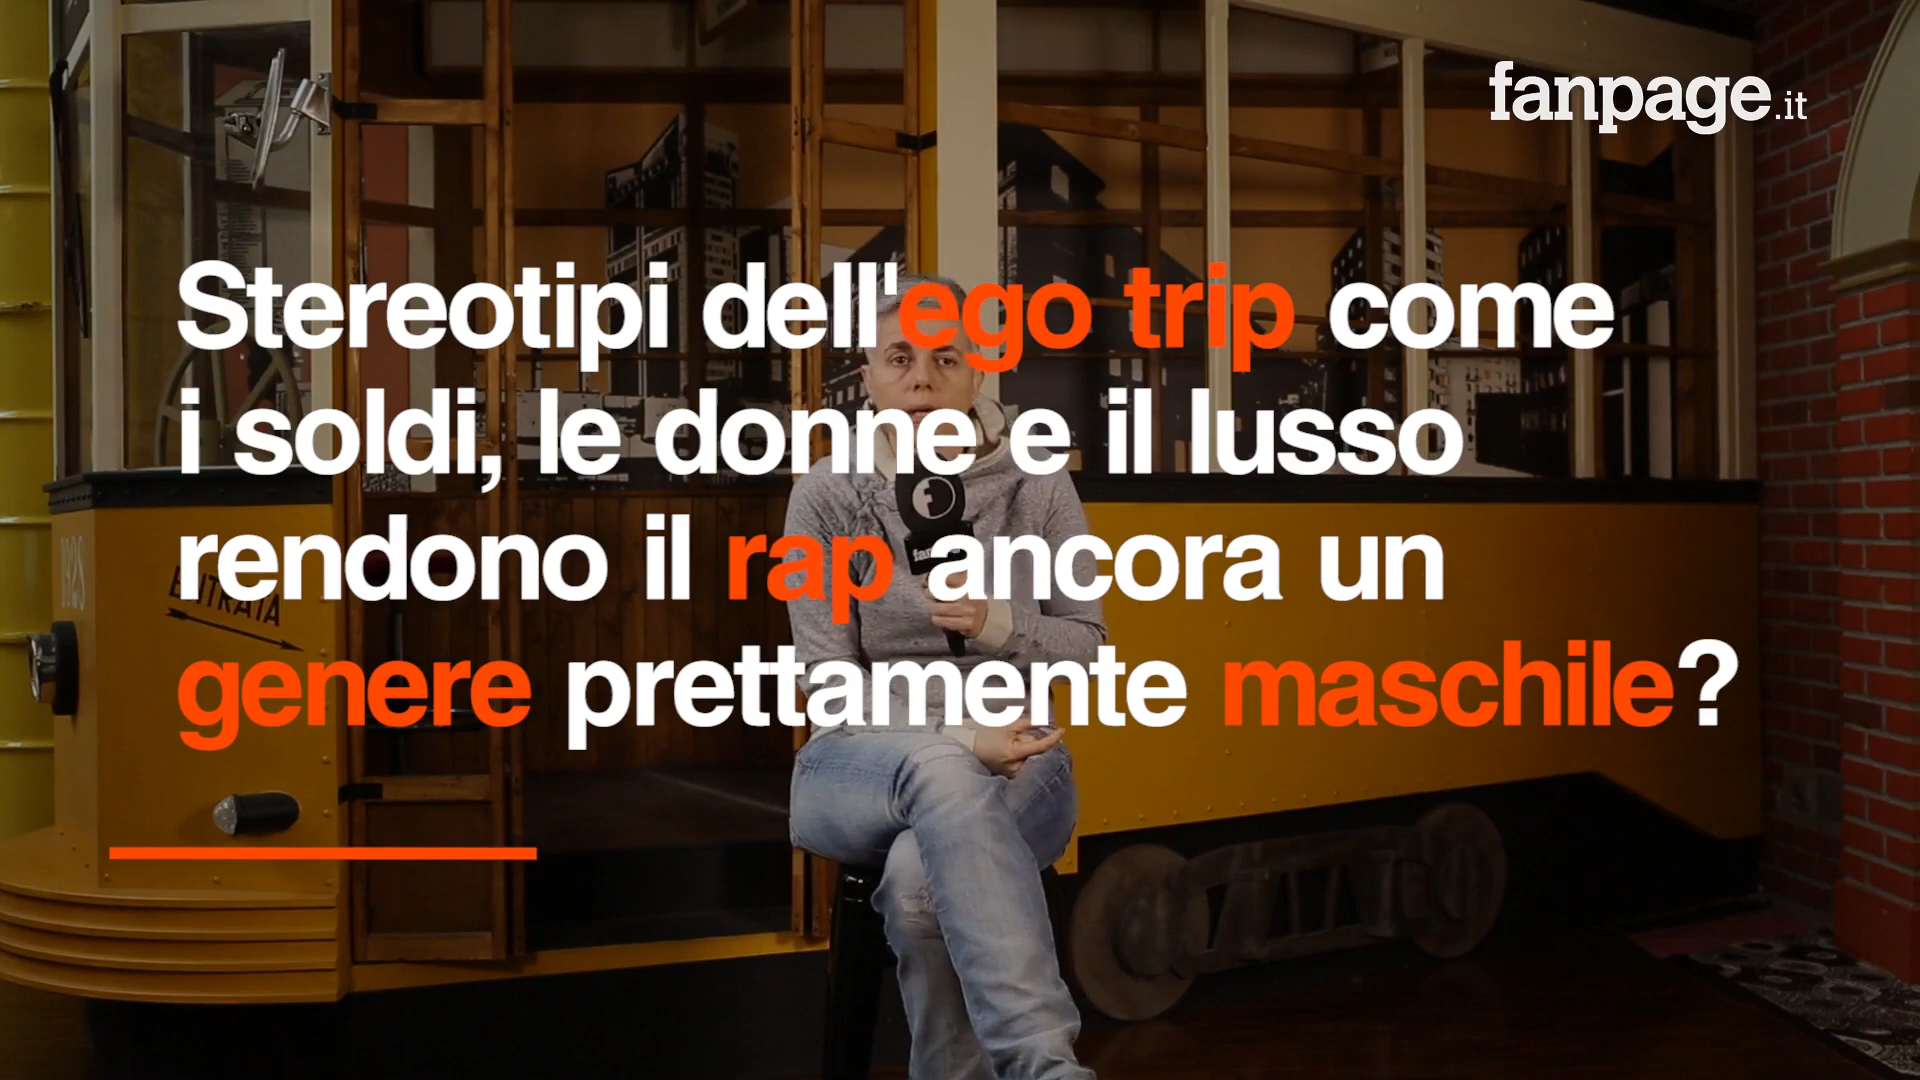 fanpage.it
Stereotipi dell'ego trip come
i soldi, le donne e il lusso
rendono il rap ancora un
genere prettamente maschile?
1928
ENTRATA